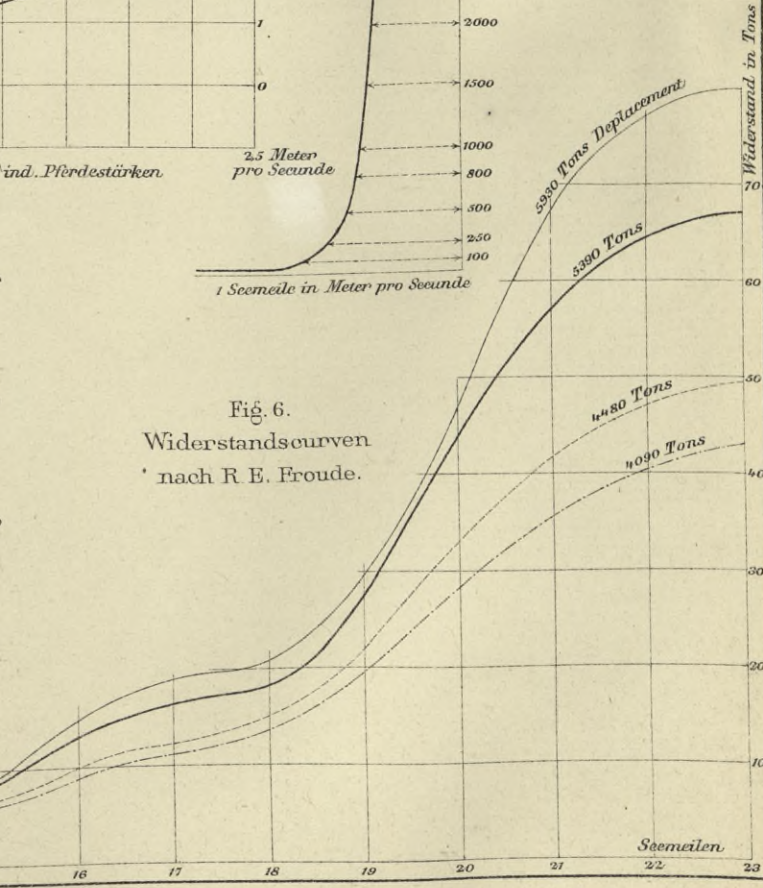 1
0
ind. Pferdestärken
25 Meter
pro Secunde
2000
1500
1000
800
500
250
100
1 Seemeile in Meter pro Secunde
Fig. 6.
Widerstandscurven
nach R. E. Froude.
Widerstand in Tons
5930 Tons Deplacement
5390 Tons
4480 Tons
4090 Tons
70
60
50
40
30
20
10
Seemeilen
16 17 18 19 20 21 22 23